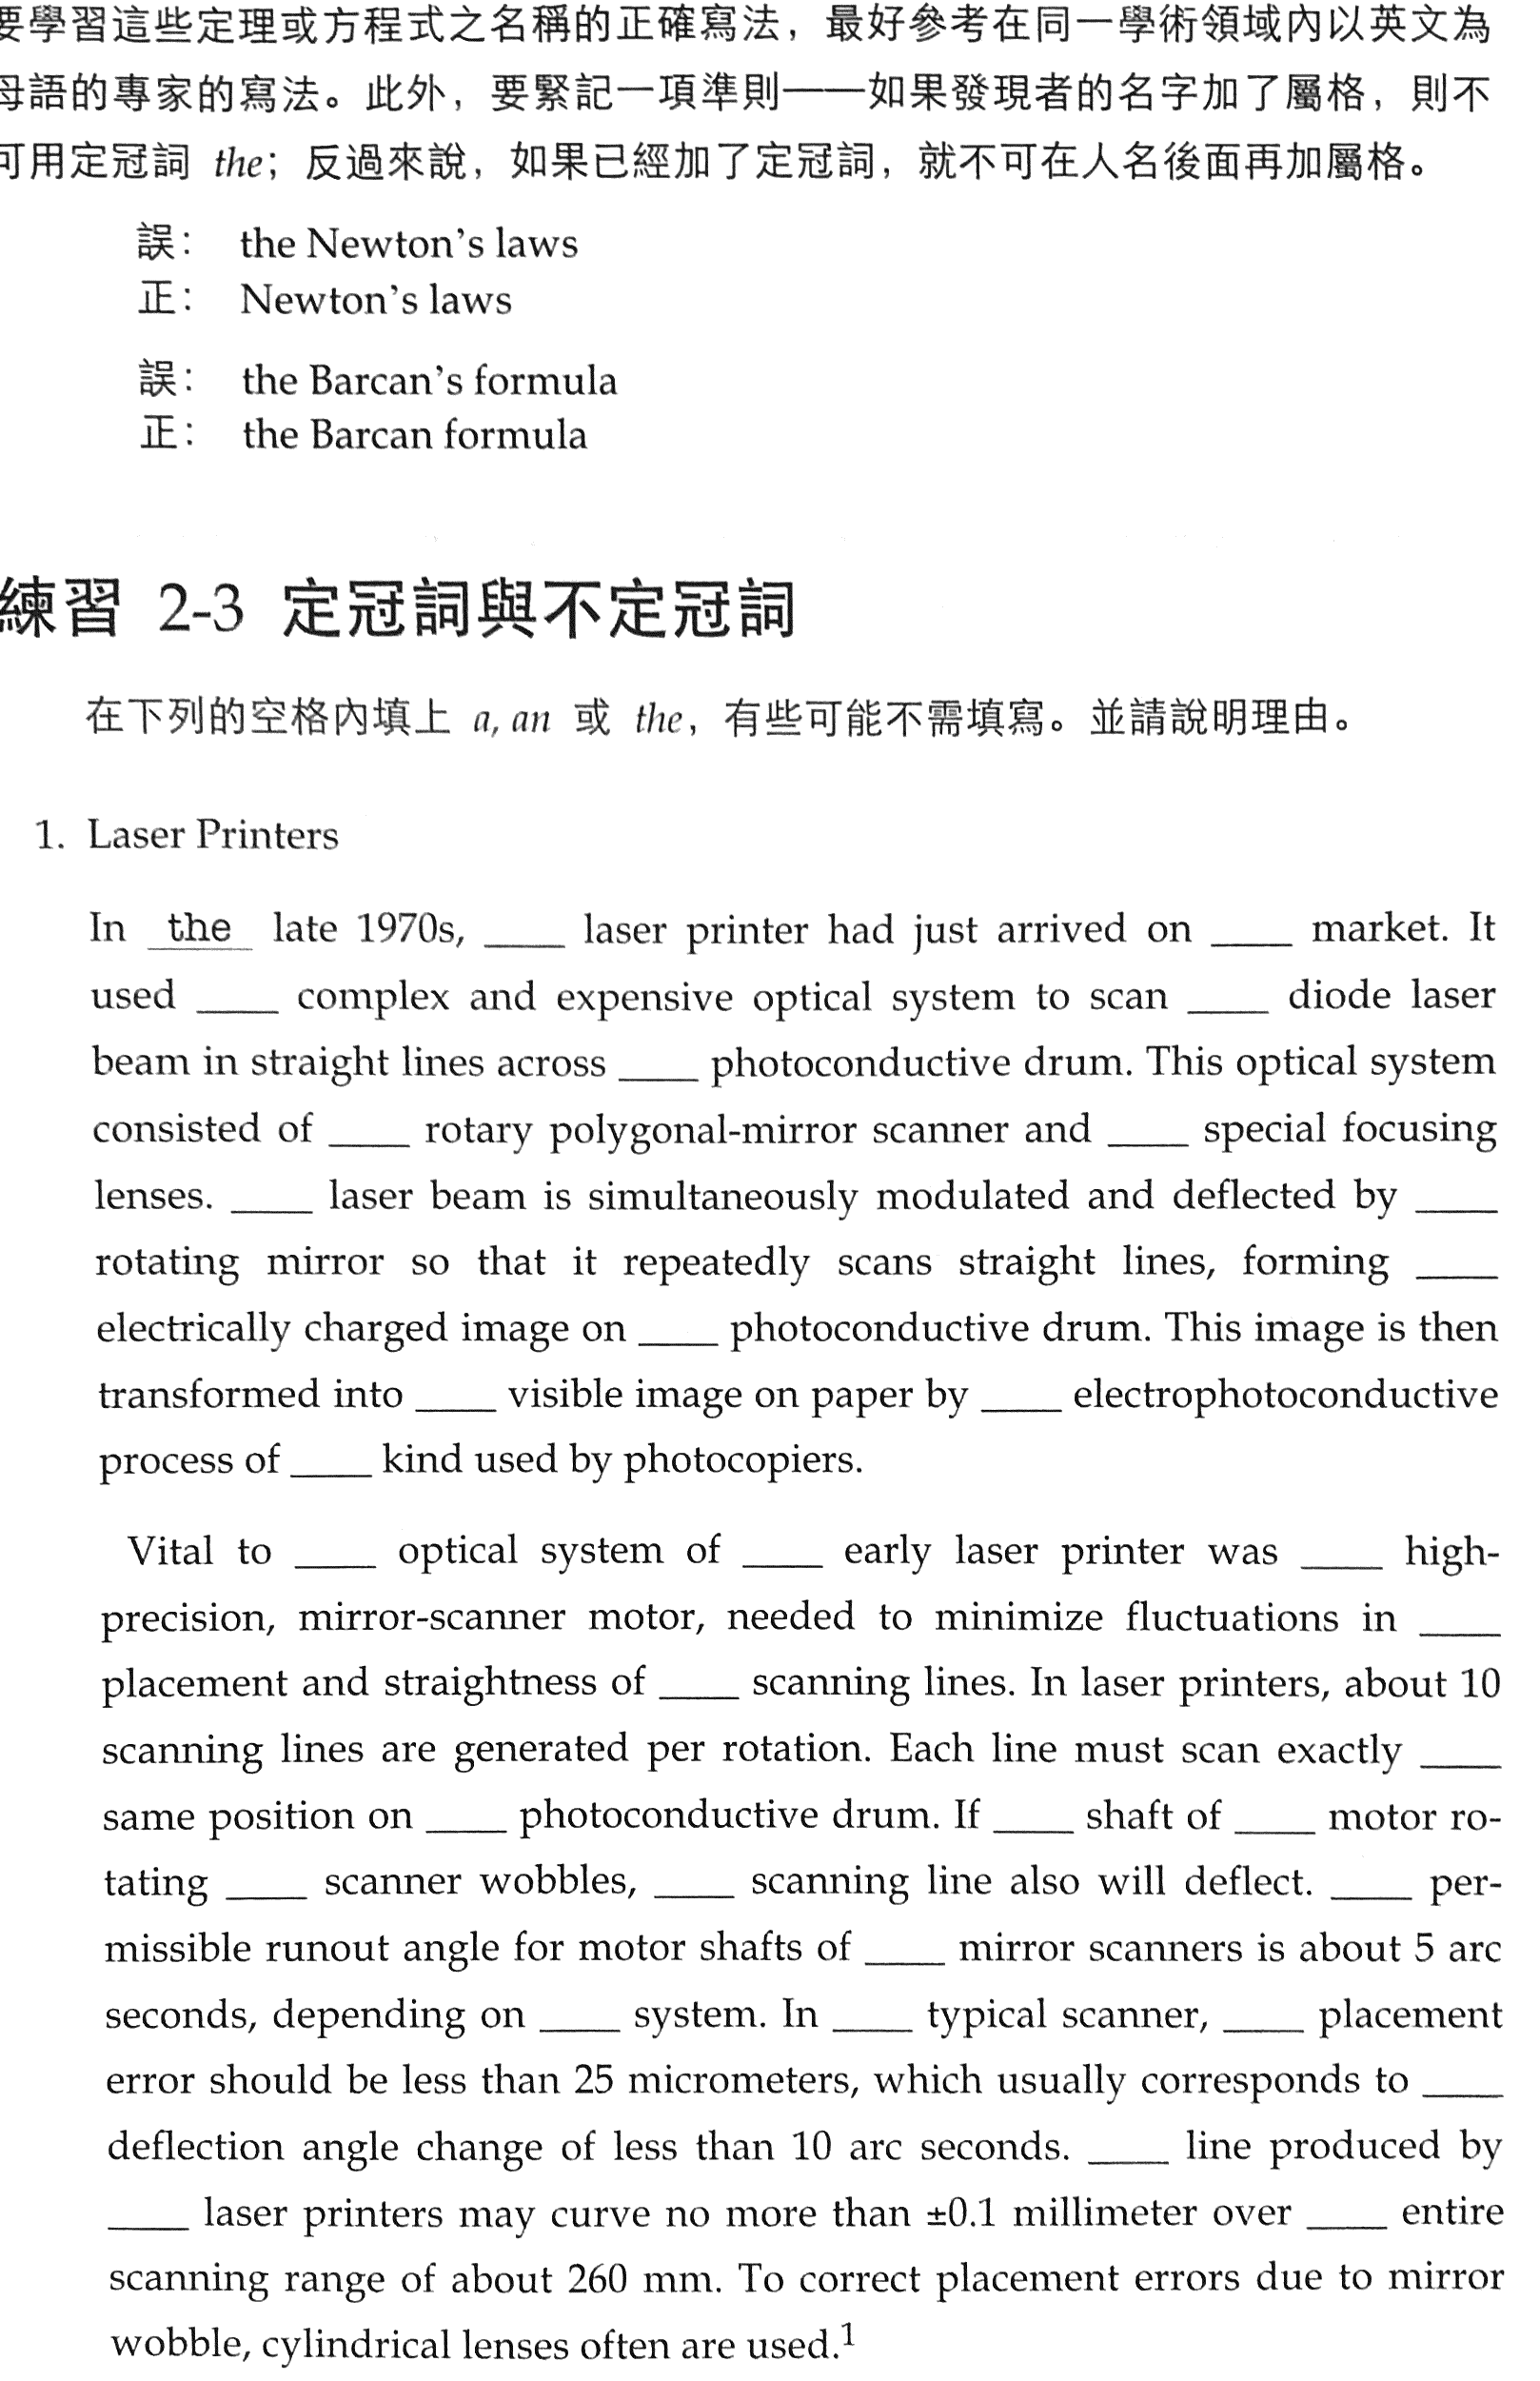 要學習這些定理或方程式之名稱的正確寫法，最好參考在同一學術領域內以英文為
母語的專家的寫法。此外，要緊記一項準則——如果發現者的名字加了屬格，則不
可用定冠詞 the；反過來說，如果已經加了定冠詞，就不可在人名後面再加屬格。
誤： the Newton's laws
正： Newton's laws
誤： the Barcan's formula
正： the Barcan formula
練習 2-3 定冠詞與不定冠詞
在下列的空格內填上 a, an 或 the，有些可能不需填寫。並請說明理由。
1. Laser Printers
In the late 1970s, ____ laser printer had just arrived on ____ market. It
used ____ complex and expensive optical system to scan ____ diode laser
beam in straight lines across ____ photoconductive drum. This optical system
consisted of ____ rotary polygonal-mirror scanner and ____ special focusing
lenses. ____ laser beam is simultaneously modulated and deflected by ____
rotating mirror so that it repeatedly scans straight lines, forming ____
electrically charged image on ____ photoconductive drum. This image is then
transformed into ____ visible image on paper by ____ electrophotoconductive
process of ____ kind used by photocopiers.
Vital to ____ optical system of ____ early laser printer was ____ high-
precision, mirror-scanner motor, needed to minimize fluctuations in ____
placement and straightness of ____ scanning lines. In laser printers, about 10
scanning lines are generated per rotation. Each line must scan exactly ____
same position on ____ photoconductive drum. If ____ shaft of ____ motor ro-
tating ____ scanner wobbles, ____ scanning line also will deflect. ____ per-
missible runout angle for motor shafts of ____ mirror scanners is about 5 arc
seconds, depending on ____ system. In ____ typical scanner, ____ placement
error should be less than 25 micrometers, which usually corresponds to ____
deflection angle change of less than 10 arc seconds. ____ line produced by
____ laser printers may curve no more than ±0.1 millimeter over ____ entire
scanning range of about 260 mm. To correct placement errors due to mirror
wobble, cylindrical lenses often are used.1